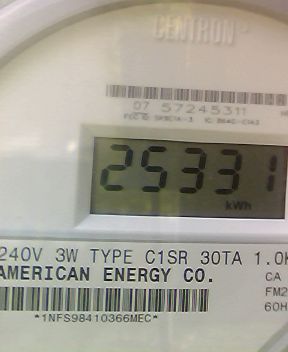 CENTRON
07 57245311
25331
kWh
240V 3W TYPE C1SR 30TA 1.0K
AMERICAN ENERGY CO.
CA
FM2
60H
*1NFS98410366MEC*